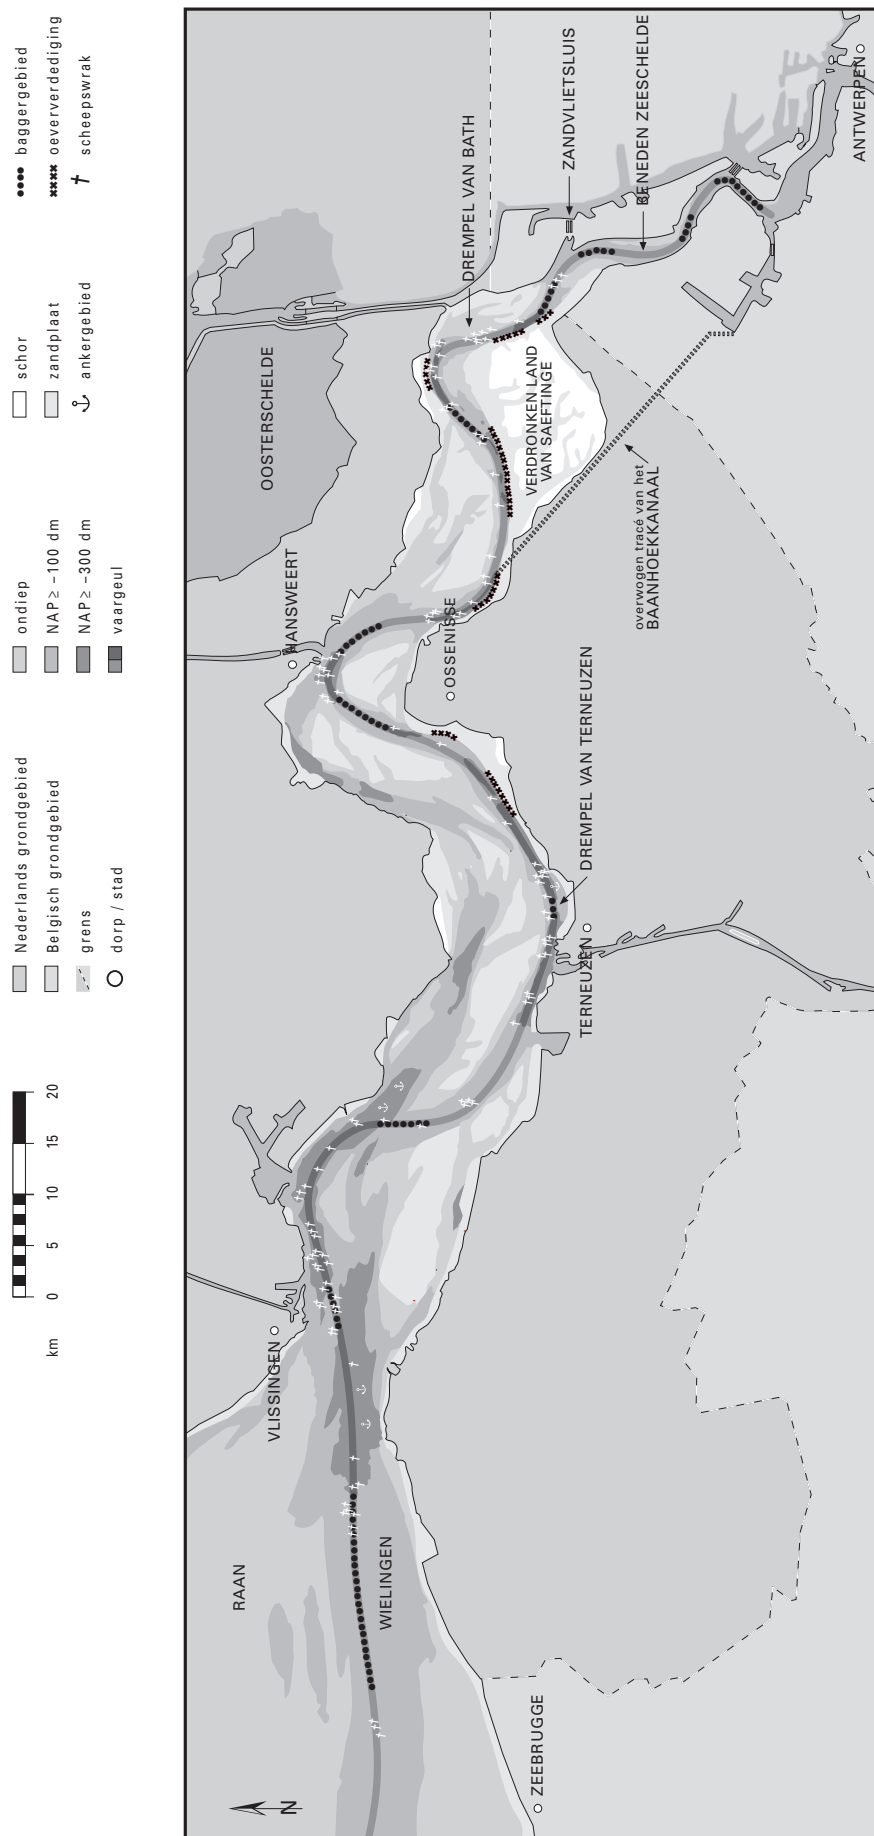 km
0 5 10 15 20
Nederlands grondgebied
Belgisch grondgebied
grens
dorp / stad
ondiep
NAP ≥ –100 dm
NAP ≥ –300 dm
vaargeul
schor
zandplaat
ankergebied
baggergebied
oeververdediging
scheepswrak
N
RAAN
WIELINGEN
ZEEBRUGGE
VLISSINGEN
TERNEUZEN
DREMPEL VAN TERNEUZEN
HANSWEERT
OSSENISSE
OOSTERSCHELDE
overwogen tracé van het
BAANHOEKKANAAL
VERDRONKEN LAND
VAN SAEFTINGE
DREMPEL VAN BATH
ZANDVLIETSLUIS
BENEDEN ZEESCHELDE
ANTWERPEN